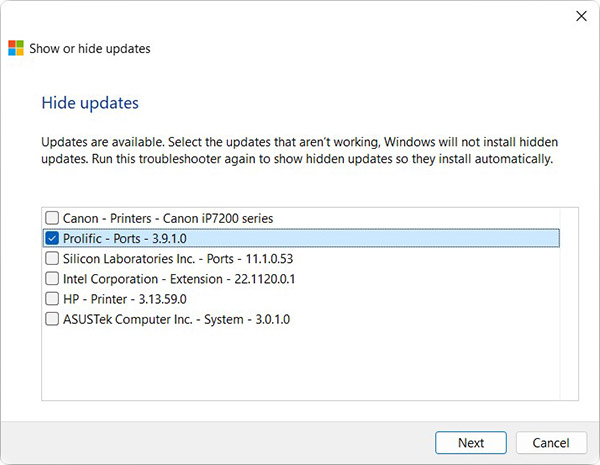 Show or hide updates
Hide updates
Updates are available. Select the updates that aren't working, Windows will not install hidden
updates. Run this troubleshooter again to show hidden updates so they install automatically.
Canon - Printers - Canon iP7200 series
Prolific - Ports - 3.9.1.0
Silicon Laboratories Inc. - Ports - 11.1.0.53
Intel Corporation - Extension - 22.1120.0.1
HP - Printer - 3.13.59.0
ASUSTek Computer Inc. - System - 3.0.1.0
Next Cancel